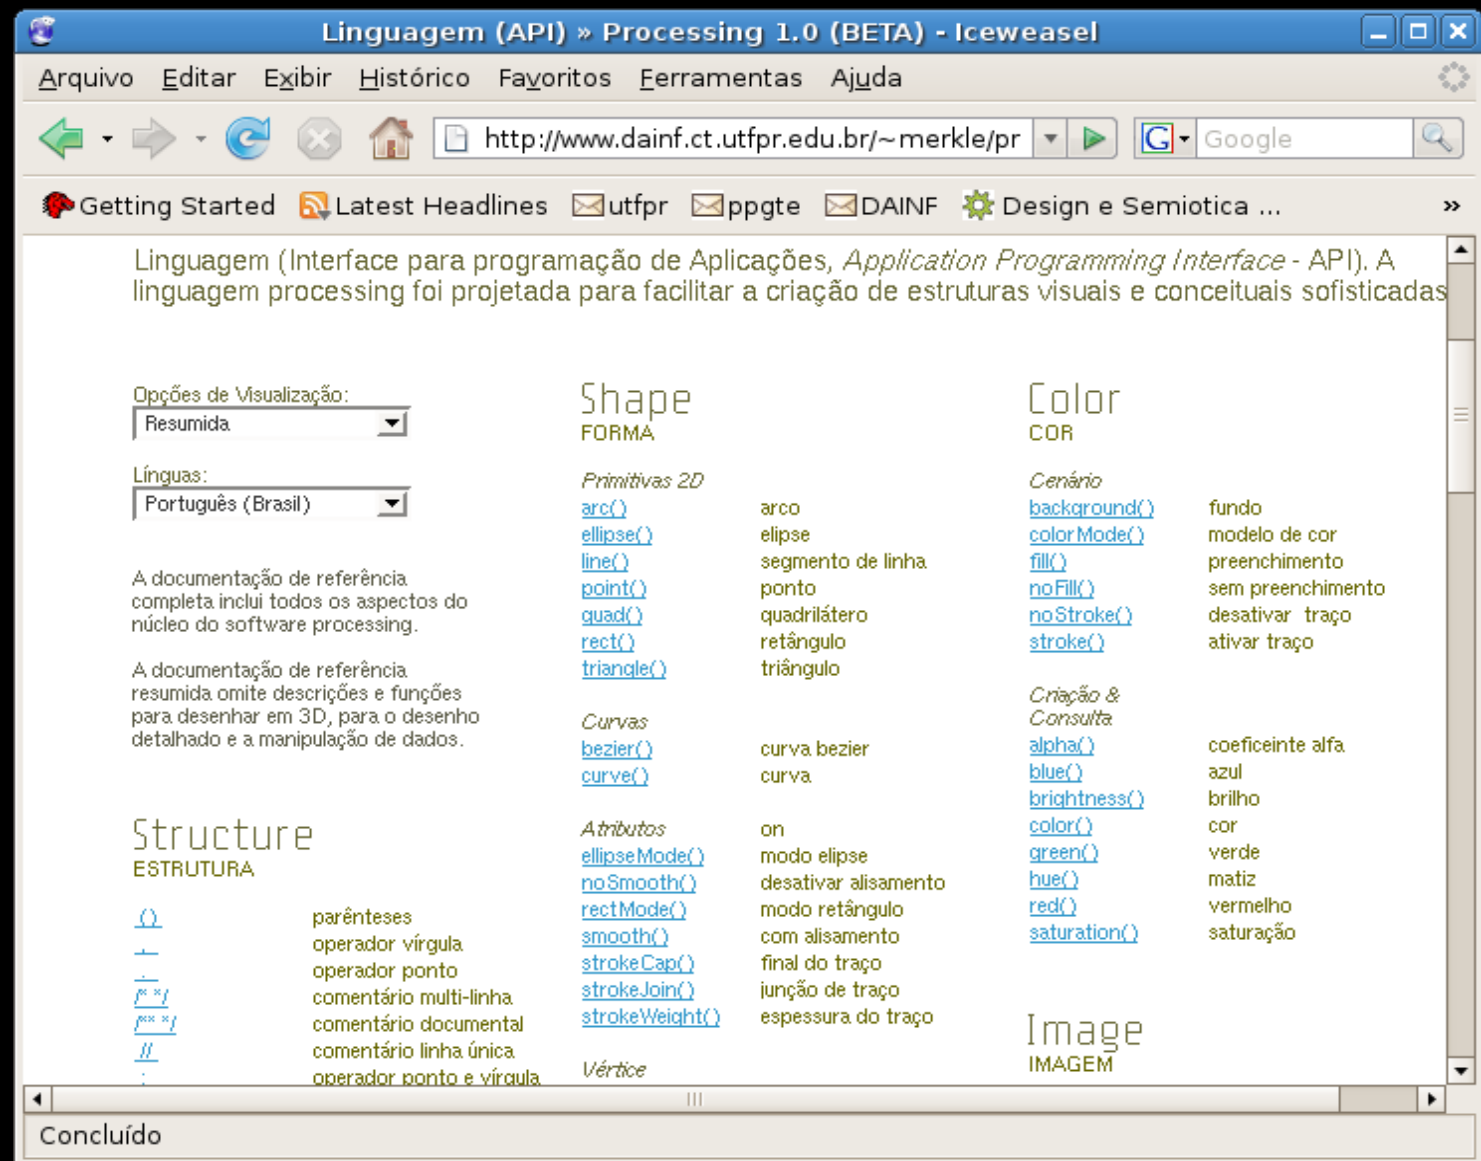 Linguagem (API) » Processing 1.0 (BETA) - Iceweasel
Arquivo Editar Exibir Histórico Favoritos Ferramentas Ajuda
http://www.dainf.ct.utfpr.edu.br/~merkle/pr G Google
Getting Started Latest Headlines utfpr ppgte DAINF Design e Semiotica ... »
Linguagem (Interface para programação de Aplicações, Application Programming Interface - API). A
linguagem processing foi projetada para facilitar a criação de estruturas visuais e conceituais sofisticadas
Opções de Visualização:
Resumida
Línguas:
Português (Brasil)
A documentação de referência
completa inclui todos os aspectos do
núcleo do software processing.
A documentação de referência
resumida omite descrições e funções
para desenhar em 3D, para o desenho
detalhado e a manipulação de dados.
Structure
ESTRUTURA
() parênteses
, operador vírgula
. operador ponto
/* */ comentário multi-linha
/** */ comentário documental
// comentário linha única
; operador ponto e vírgula
Shape
FORMA
Primitivas 2D
arc() arco
ellipse() elipse
line() segmento de linha
point() ponto
quad() quadrilátero
rect() retângulo
triangle() triângulo
Curvas
bezier() curva bezier
curve() curva
Atributos on
ellipseMode() modo elipse
noSmooth() desativar alisamento
rectMode() modo retângulo
smooth() com alisamento
strokeCap() final do traço
strokeJoin() junção de traço
strokeWeight() espessura do traço
Vértice
Color
COR
Cenário
background() fundo
colorMode() modelo de cor
fill() preenchimento
noFill() sem preenchimento
noStroke() desativar traço
stroke() ativar traço
Criação &
Consulta
alpha() coeficeinte alfa
blue() azul
brightness() brilho
color() cor
green() verde
hue() matiz
red() vermelho
saturation() saturação
Image
IMAGEM
Concluído